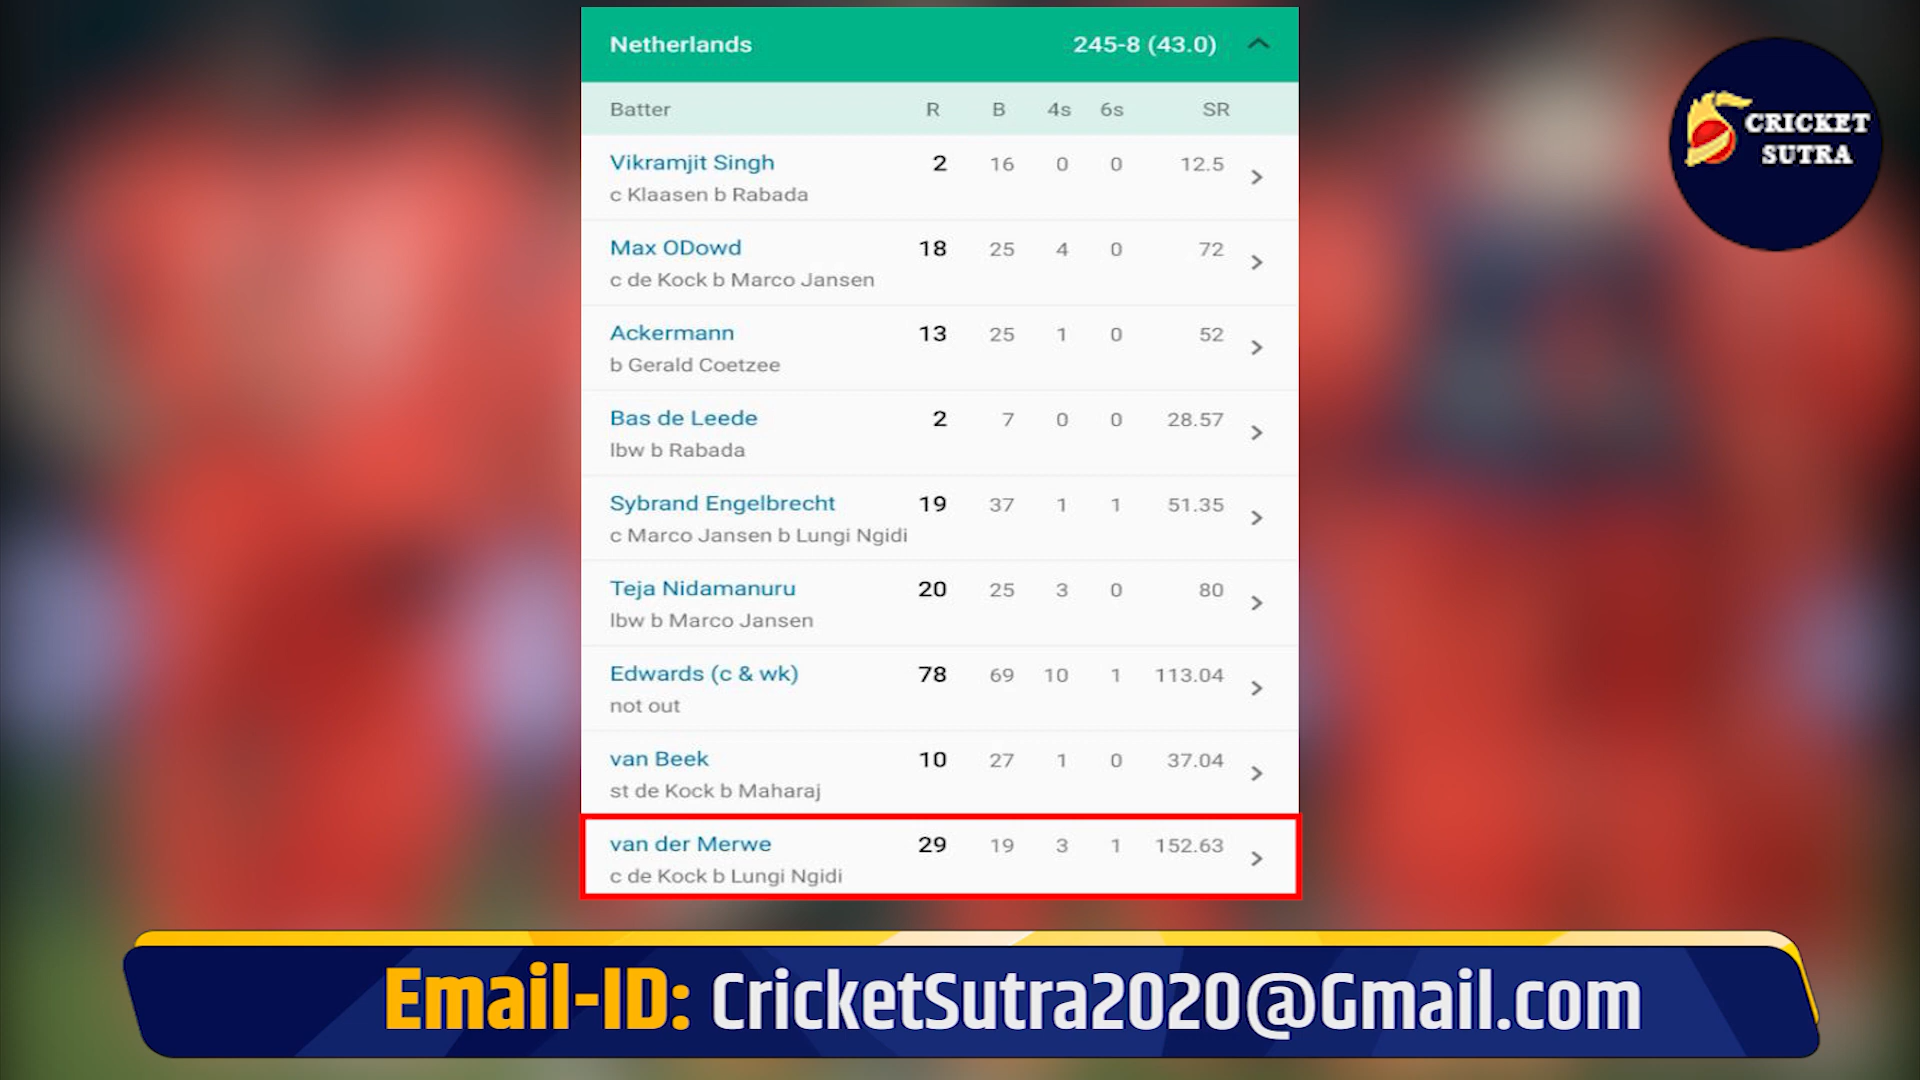 Netherlands 245-8 (43.0)
Batter R B 4s 6s SR
Vikramjit Singh 2 16 0 0 12.5
c Klaasen b Rabada
Max ODowd 18 25 4 0 72
c de Kock b Marco Jansen
Ackermann 13 25 1 0 52
b Gerald Coetzee
Bas de Leede 2 7 0 0 28.57
lbw b Rabada
Sybrand Engelbrecht 19 37 1 1 51.35
c Marco Jansen b Lungi Ngidi
Teja Nidamanuru 20 25 3 0 80
lbw b Marco Jansen
Edwards (c & wk) 78 69 10 1 113.04
not out
van Beek 10 27 1 0 37.04
st de Kock b Maharaj
van der Merwe 29 19 3 1 152.63
c de Kock b Lungi Ngidi
CRICKET
SUTRA
Email-ID: CricketSutra2020@Gmail.com